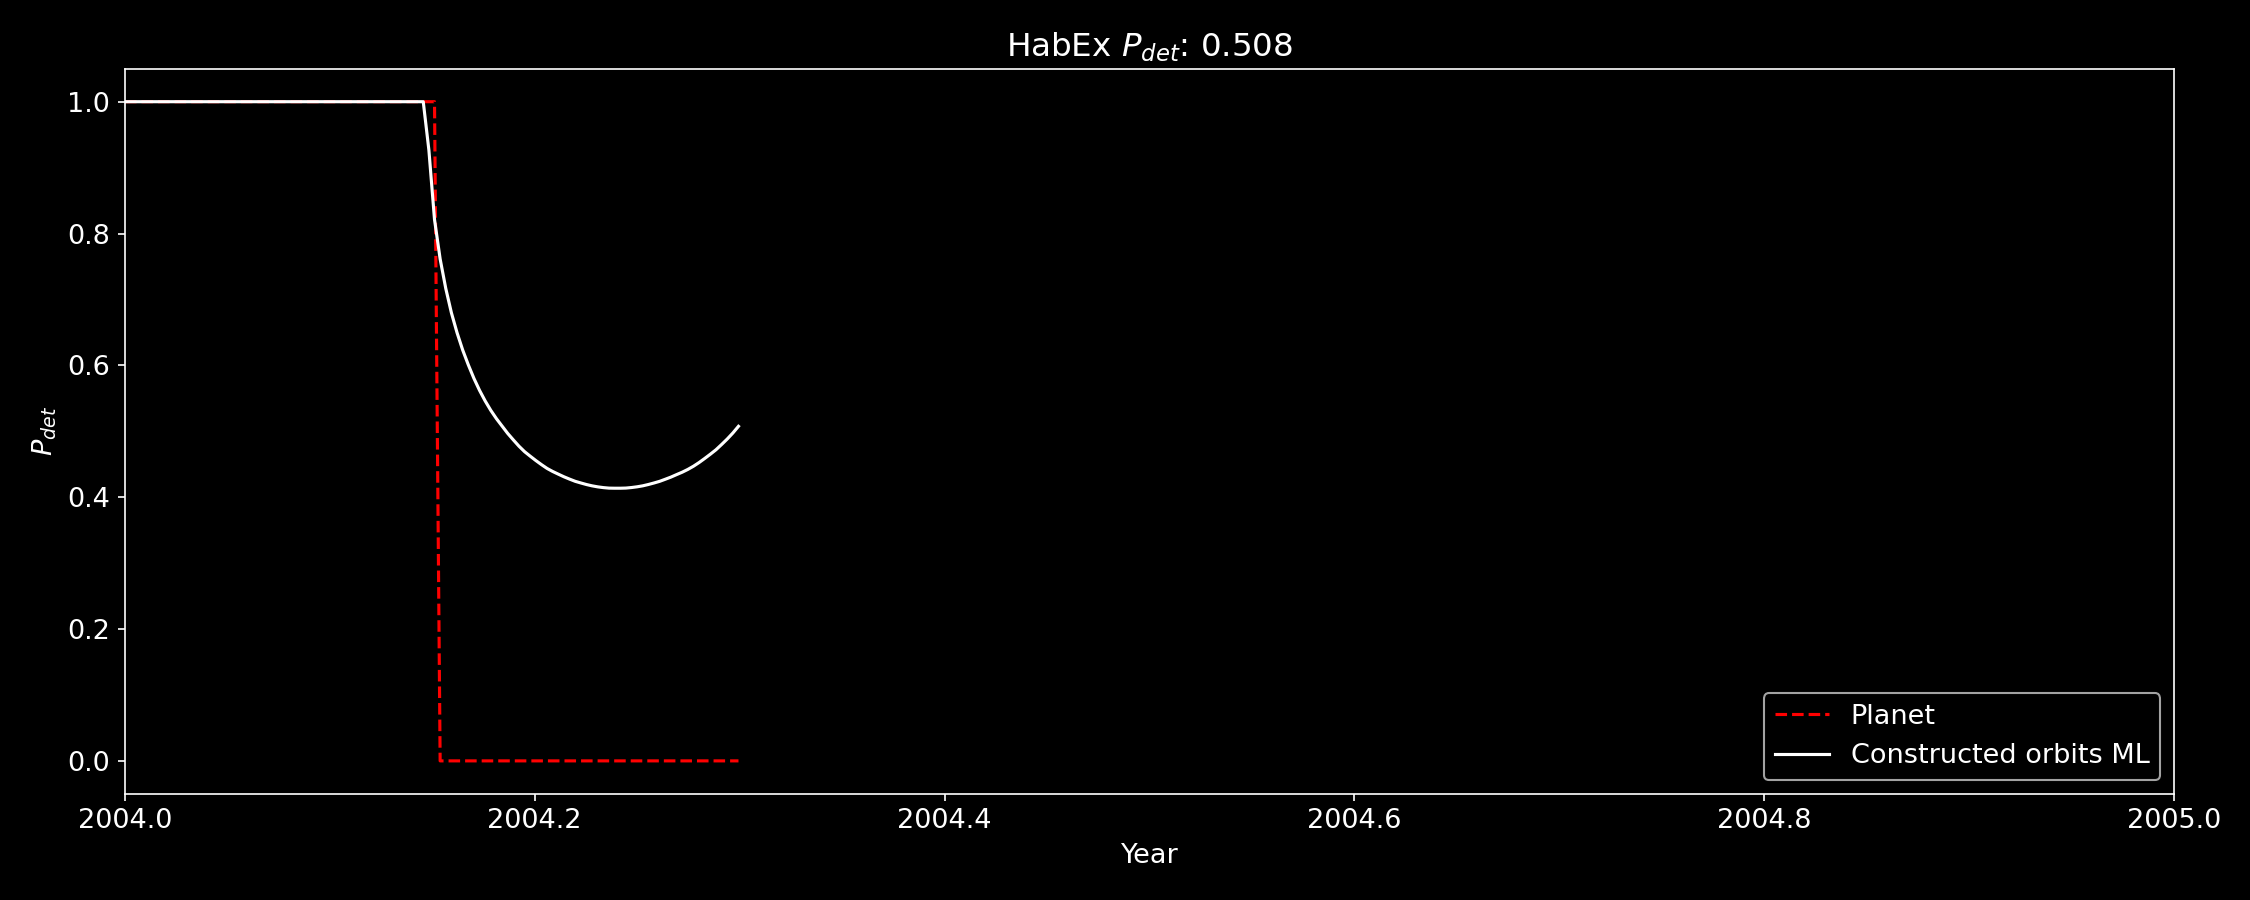 HabEx P_det: 0.508
1.0
0.8
0.6
0.4
0.2
0.0
P_det
2004.0 2004.2 2004.4 2004.6 2004.8 2005.0
Year
Planet
Constructed orbits ML